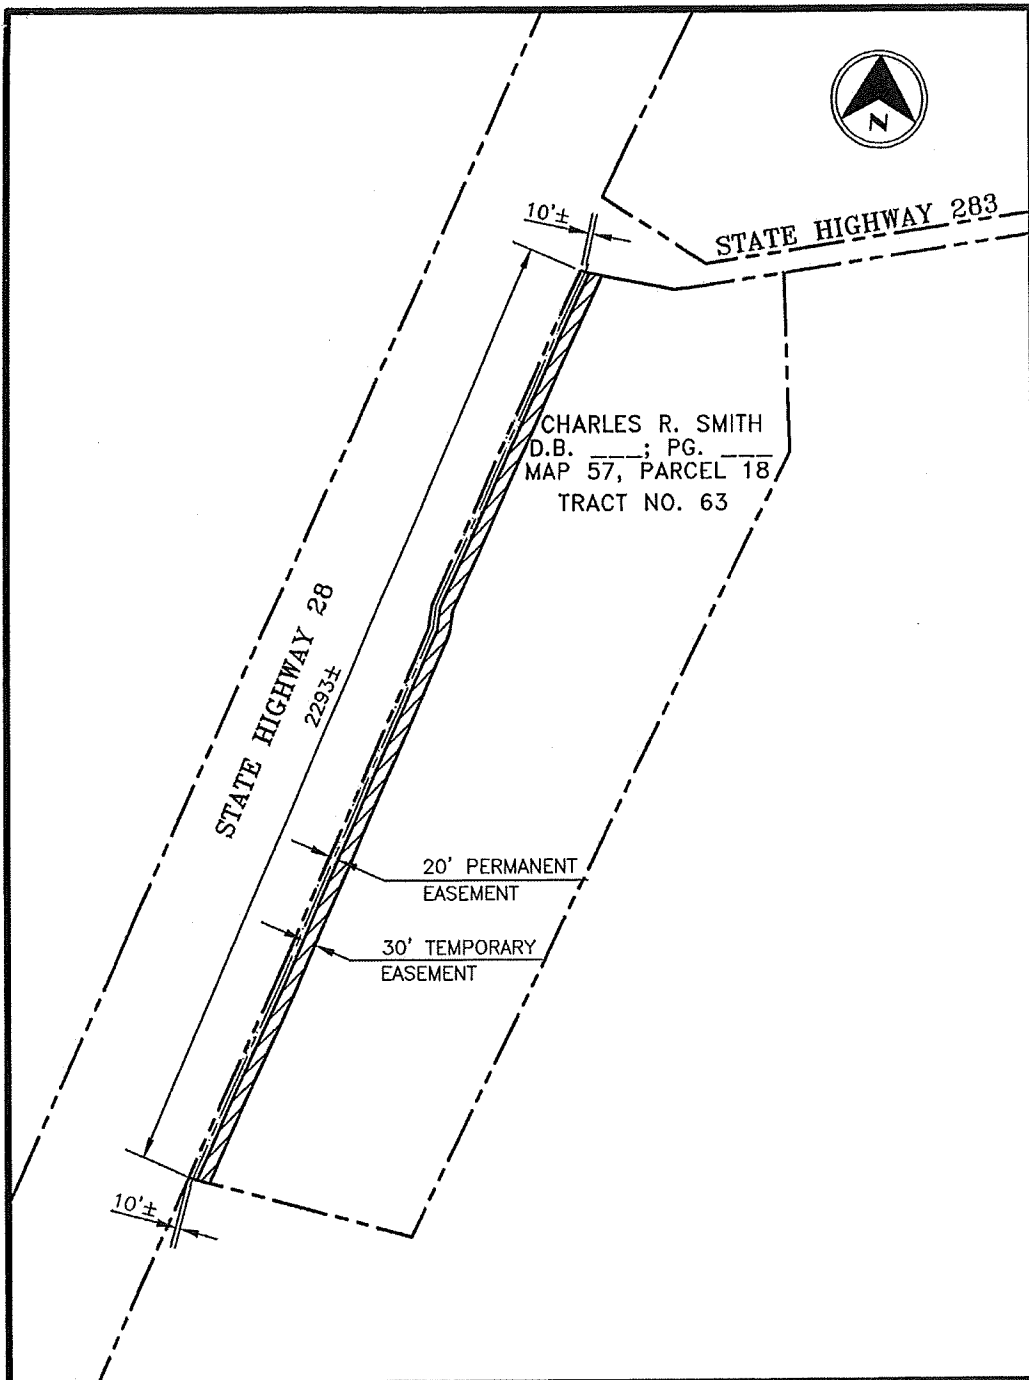 N
10'±
STATE HIGHWAY 283
CHARLES R. SMITH
D.B. ___; PG. ___
MAP 57, PARCEL 18
TRACT NO. 63
STATE HIGHWAY 28
2293±
20' PERMANENT
EASEMENT
30' TEMPORARY
EASEMENT
10'±